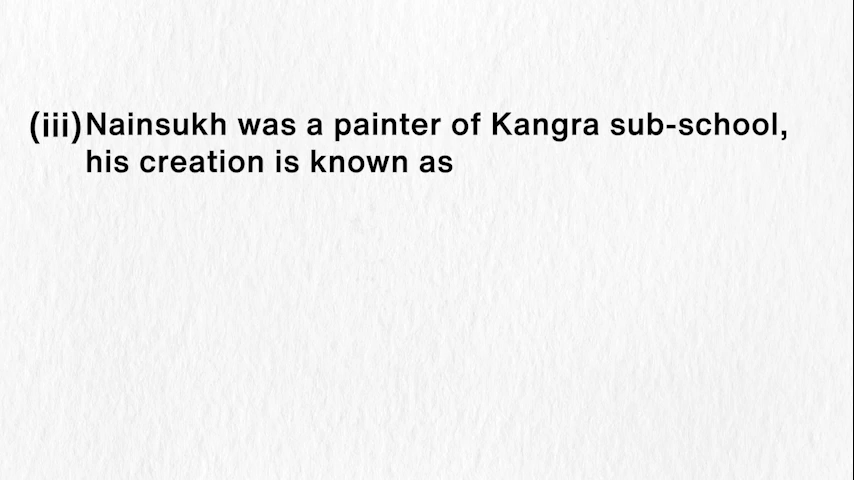 (iii) Nainsukh was a painter of Kangra sub-school,
his creation is known as